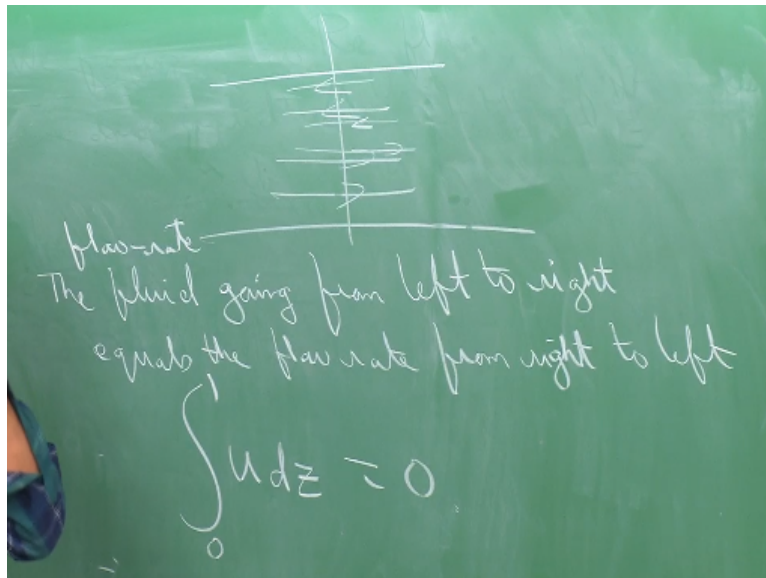 flow-rate
The fluid going from left to right
equals the flow rate from right to left
∫₀¹ u dz = 0